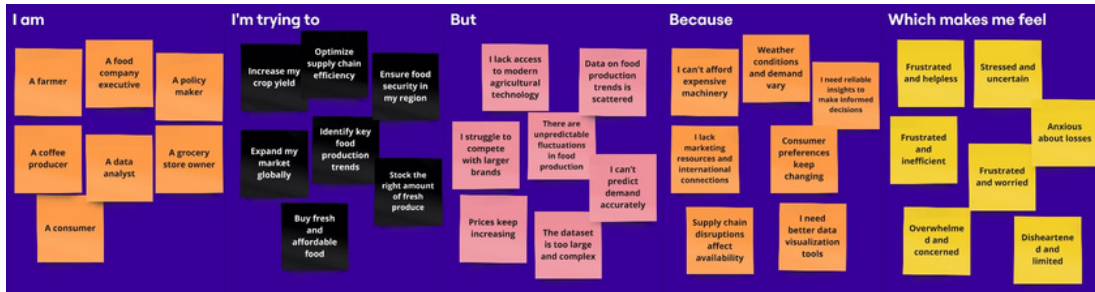 I am
A farmer
A food
company
executive
A policy
maker
A coffee
producer
A data
analyst
A grocery
store owner
A consumer
I'm trying to
Increase my
crop yield
Optimize
supply chain
efficiency
Ensure food
security in
my region
Expand my
market
globally
Identify key
food
production
trends
Stock the
right amount
of fresh
produce
Buy fresh
and
affordable
food
But
I lack access
to modern
agricultural
technology
Data on food
production
trends is
scattered
I struggle to
compete
with larger
brands
There are
unpredictable
fluctuations
in food
production
I can't
predict
demand
accurately
Prices keep
increasing
The dataset
is too large
and complex
Because
I can't afford
expensive
machinery
Weather
conditions
and demand
vary
I need reliable
insights to
make informed
decisions
I lack
marketing
resources and
international
connections
Consumer
preferences
keep
changing
Supply chain
disruptions
affect
availability
I need
better data
visualization
tools
Which makes me feel
Frustrated
and helpless
Stressed and
uncertain
Anxious
about losses
Frustrated
and
inefficient
Frustrated
and worried
Overwhelme
d and
concerned
Disheartene
d and
limited